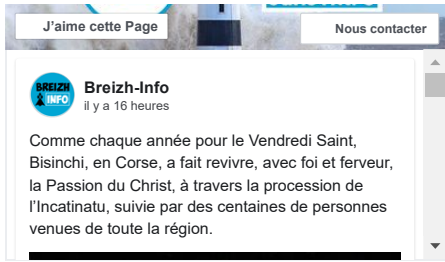 J'aime cette Page
Nous contacter
BREIZH
INFO
Breizh-Info
il y a 16 heures
Comme chaque année pour le Vendredi Saint,
Bisinchi, en Corse, a fait revivre, avec foi et ferveur,
la Passion du Christ, à travers la procession de
l'Incatinatu, suivie par des centaines de personnes
venues de toute la région.